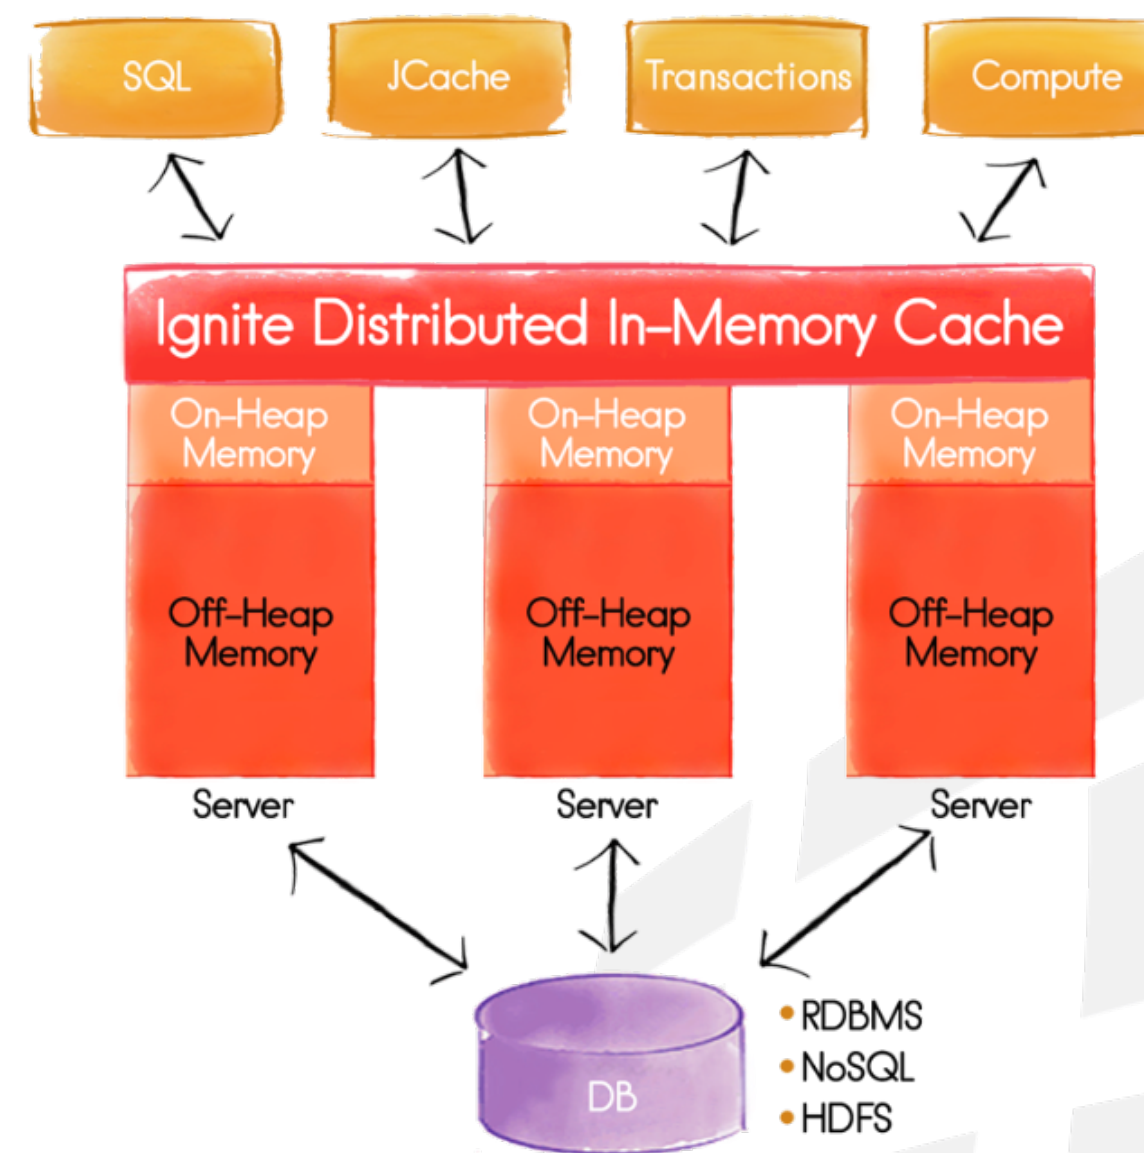 SQL
JCache
Transactions
Compute
Ignite Distributed In-Memory Cache
On-Heap
Memory
On-Heap
Memory
On-Heap
Memory
Off-Heap
Memory
Off-Heap
Memory
Off-Heap
Memory
Server
Server
Server
DB
• RDBMS
• NoSQL
• HDFS